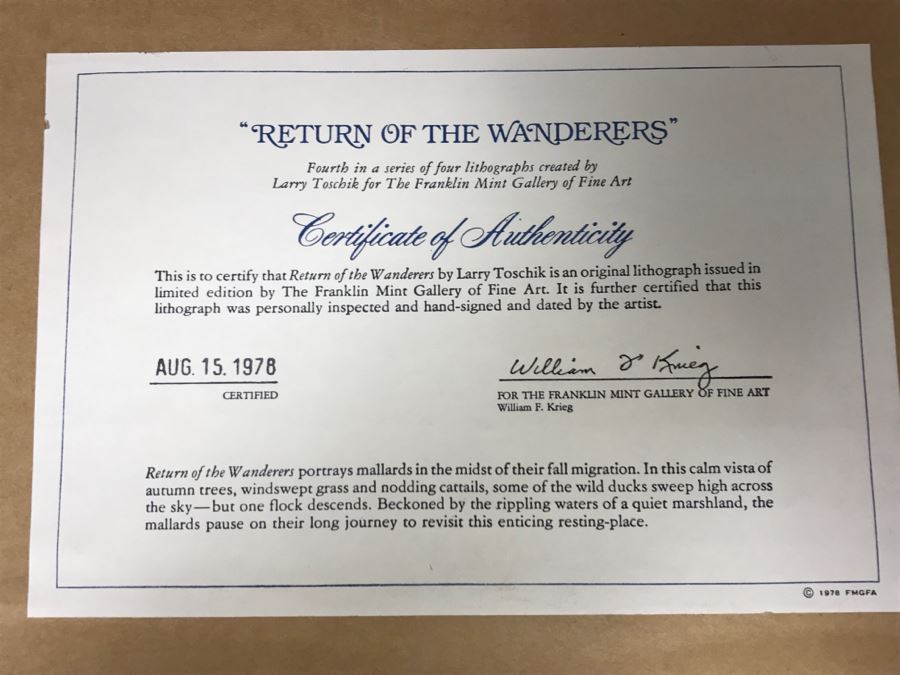 "RETURN OF THE WANDERERS"
Fourth in a series of four lithographs created by
Larry Toschik for The Franklin Mint Gallery of Fine Art
Certificate of Authenticity
This is to certify that Return of the Wanderers by Larry Toschik is an original lithograph issued in
limited edition by The Franklin Mint Gallery of Fine Art. It is further certified that this
lithograph was personally inspected and hand-signed and dated by the artist.
AUG. 15. 1978
CERTIFIED
William F Krieg
FOR THE FRANKLIN MINT GALLERY OF FINE ART
William F. Krieg
Return of the Wanderers portrays mallards in the midst of their fall migration. In this calm vista of
autumn trees, windswept grass and nodding cattails, some of the wild ducks sweep high across
the sky—but one flock descends. Beckoned by the rippling waters of a quiet marshland, the
mallards pause on their long journey to revisit this enticing resting-place.
© 1978 FMGFA